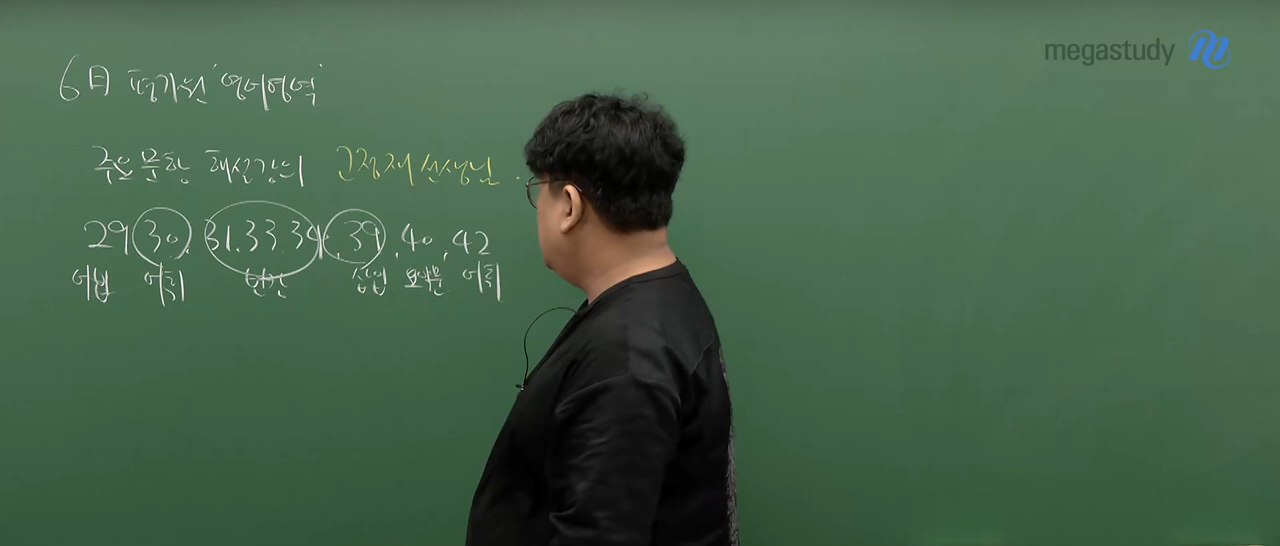 megastudy
6月 평가원 '영어영역'
주요문항 해설강의 고정재선생님.
29 30. 31.33.34. 39. 40. 42
어법 어휘 빈칸 삽입 요약문 어휘